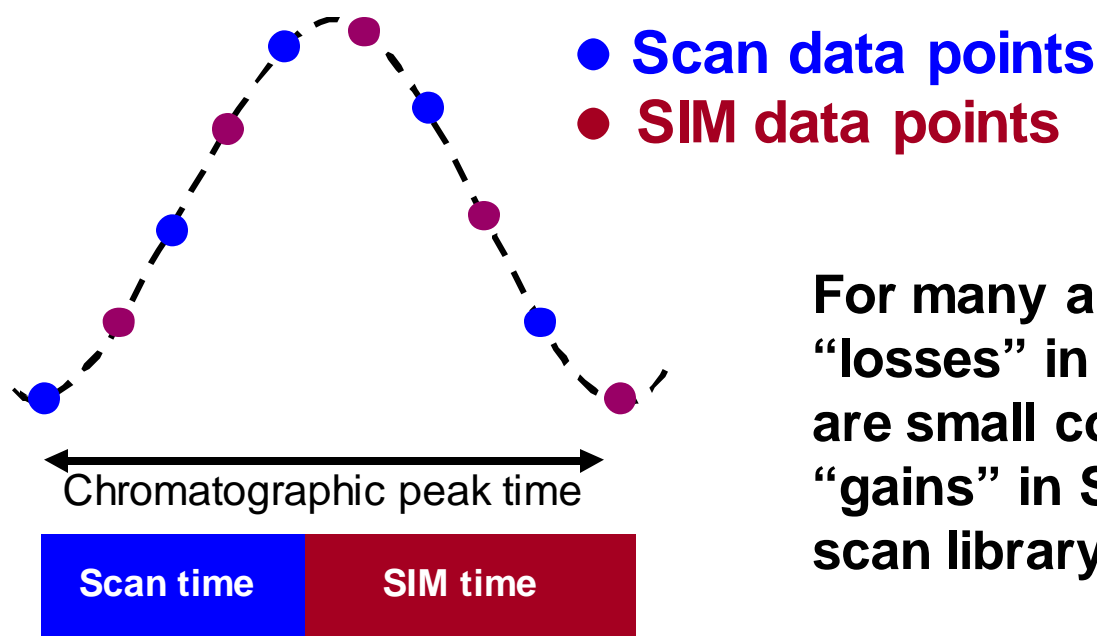 Scan data points
SIM data points
For many a
“losses” in
are small co
“gains” in S
scan library
Chromatographic peak time
Scan time
SIM time